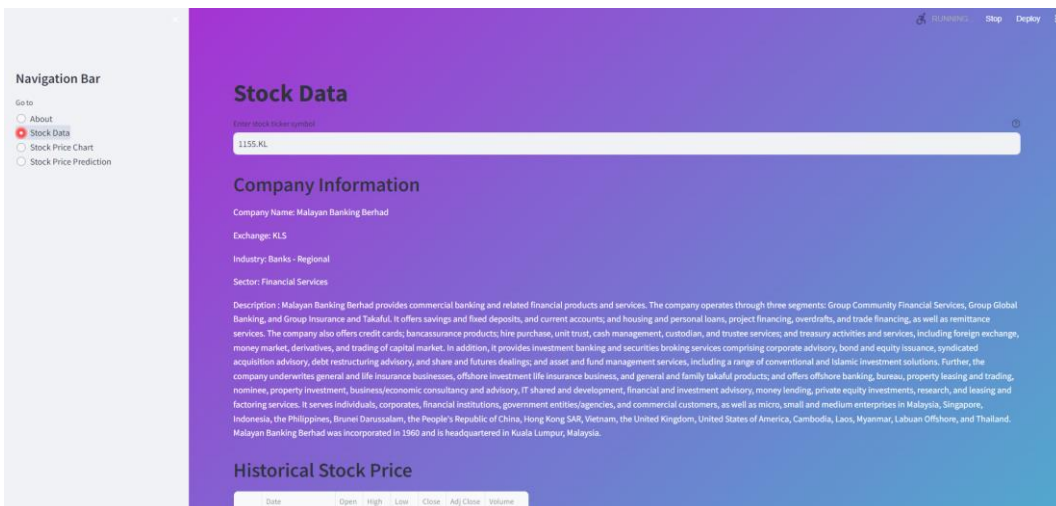 RUNNING... Stop Deploy
Navigation Bar
Go to
About
Stock Data
Stock Price Chart
Stock Price Prediction
Stock Data
Enter stock ticker symbol
1155.KL
Company Information
Company Name: Malayan Banking Berhad
Exchange: KLS
Industry: Banks - Regional
Sector: Financial Services
Description : Malayan Banking Berhad provides commercial banking and related financial products and services. The company operates through three segments: Group Community Financial Services, Group Global
Banking, and Group Insurance and Takaful. It offers savings and fixed deposits, and current accounts; and housing and personal loans, project financing, overdrafts, and trade financing, as well as remittance
services. The company also offers credit cards; bancassurance products; hire purchase, unit trust, cash management, custodian, and trustee services; and treasury activities and services, including foreign exchange,
money market, derivatives, and trading of capital market. In addition, it provides investment banking and securities broking services comprising corporate advisory, bond and equity issuance, syndicated
acquisition advisory, debt restructuring advisory, and share and futures dealings; and asset and fund management services, including a range of conventional and Islamic investment solutions. Further, the
company underwrites general and life insurance businesses, offshore investment life insurance business, and general and family takaful products; and offers offshore banking, bureau, property leasing and trading,
nominee, property investment, business/economic consultancy and advisory, IT shared and development, financial and investment advisory, money lending, private equity investments, research, and leasing and
factoring services. It serves individuals, corporates, financial institutions, government entities/agencies, and commercial customers, as well as micro, small and medium enterprises in Malaysia, Singapore,
Indonesia, the Philippines, Brunei Darussalam, the People's Republic of China, Hong Kong SAR, Vietnam, the United Kingdom, United States of America, Cambodia, Laos, Myanmar, Labuan Offshore, and Thailand.
Malayan Banking Berhad was incorporated in 1960 and is headquartered in Kuala Lumpur, Malaysia.
Historical Stock Price
Date Open High Low Close Adj Close Volume